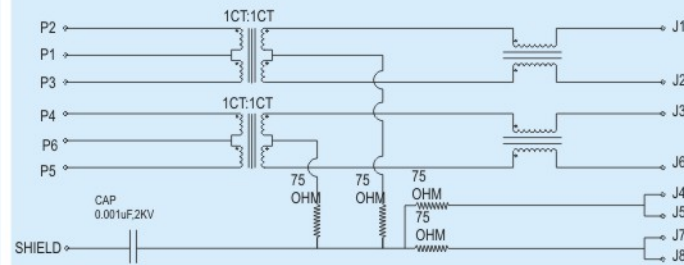 1CT:1CT
P2
J1
P1
P3
J2
1CT:1CT
P4
J3
P6
P5
J6
75
OHM
75
OHM
75
OHM
J4
J5
CAP
0.001uF,2KV
75
OHM
J7
SHIELD
J8